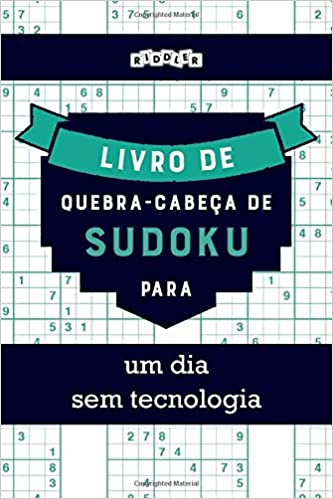 RIDDLER
LIVRO DE
QUEBRA-CABEÇA DE
SUDOKU
PARA
um dia
sem tecnologia